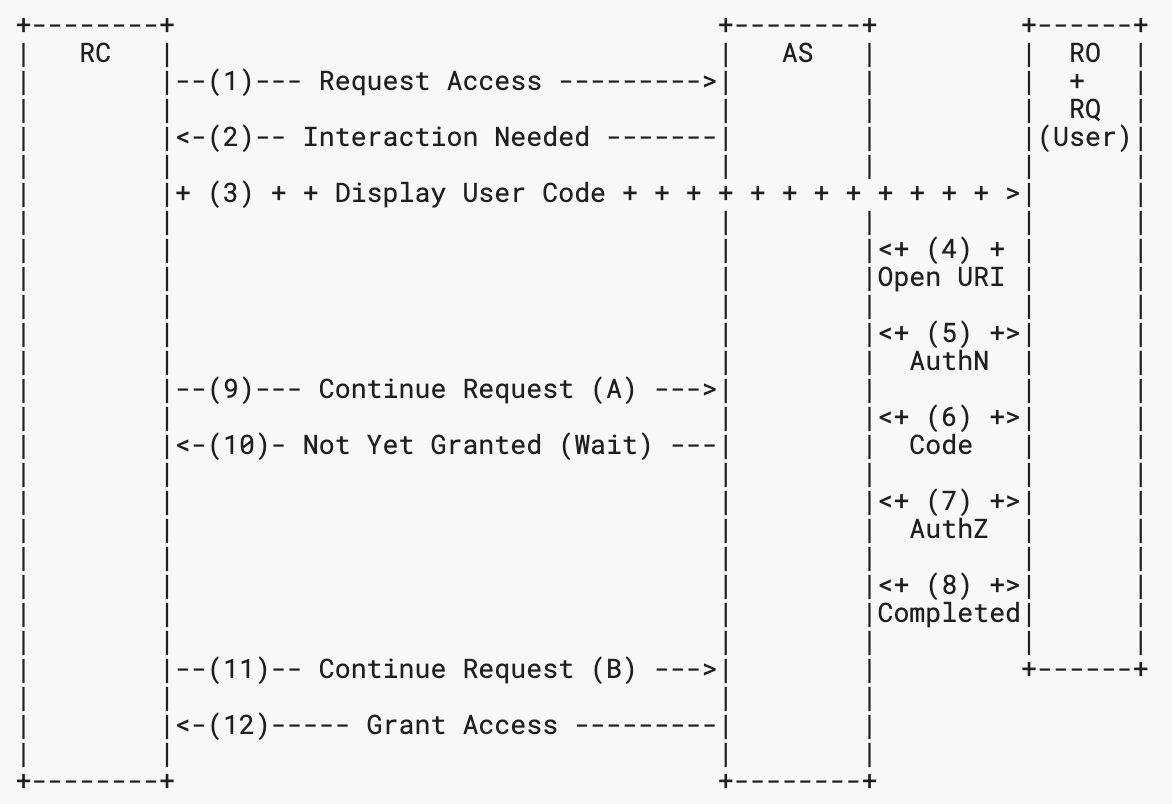 +--------+                                  +--------+         +------+
|   RC   |                                  |   AS   |         |  RO  |
|        |--(1)--- Request Access --------->|        |         |  +   |
|        |                                  |        |         |  RQ  |
|        |<-(2)-- Interaction Needed -------|        |         |(User)|
|        |                                  |        |         |      |
|        |+ (3) + + Display User Code + + + + + + + + + + + + >|      |
|        |                                  |        |         |      |
|        |                                  |        |<+ (4) + |      |
|        |                                  |        |Open URI |      |
|        |                                  |        |         |      |
|        |                                  |        |<+ (5) +>|      |
|        |                                  |        |  AuthN  |      |
|        |--(9)--- Continue Request (A) --->|        |         |      |
|        |                                  |        |<+ (6) +>|      |
|        |<-(10)- Not Yet Granted (Wait) ---|        |  Code   |      |
|        |                                  |        |         |      |
|        |                                  |        |<+ (7) +>|      |
|        |                                  |        |  AuthZ  |      |
|        |                                  |        |         |      |
|        |                                  |        |<+ (8) +>|      |
|        |                                  |        |Completed|      |
|        |                                  |        |         |      |
|        |--(11)-- Continue Request (B) --->|        |         +------+
|        |                                  |        |
|        |<-(12)----- Grant Access ---------|        |
|        |                                  |        |
+--------+                                  +--------+